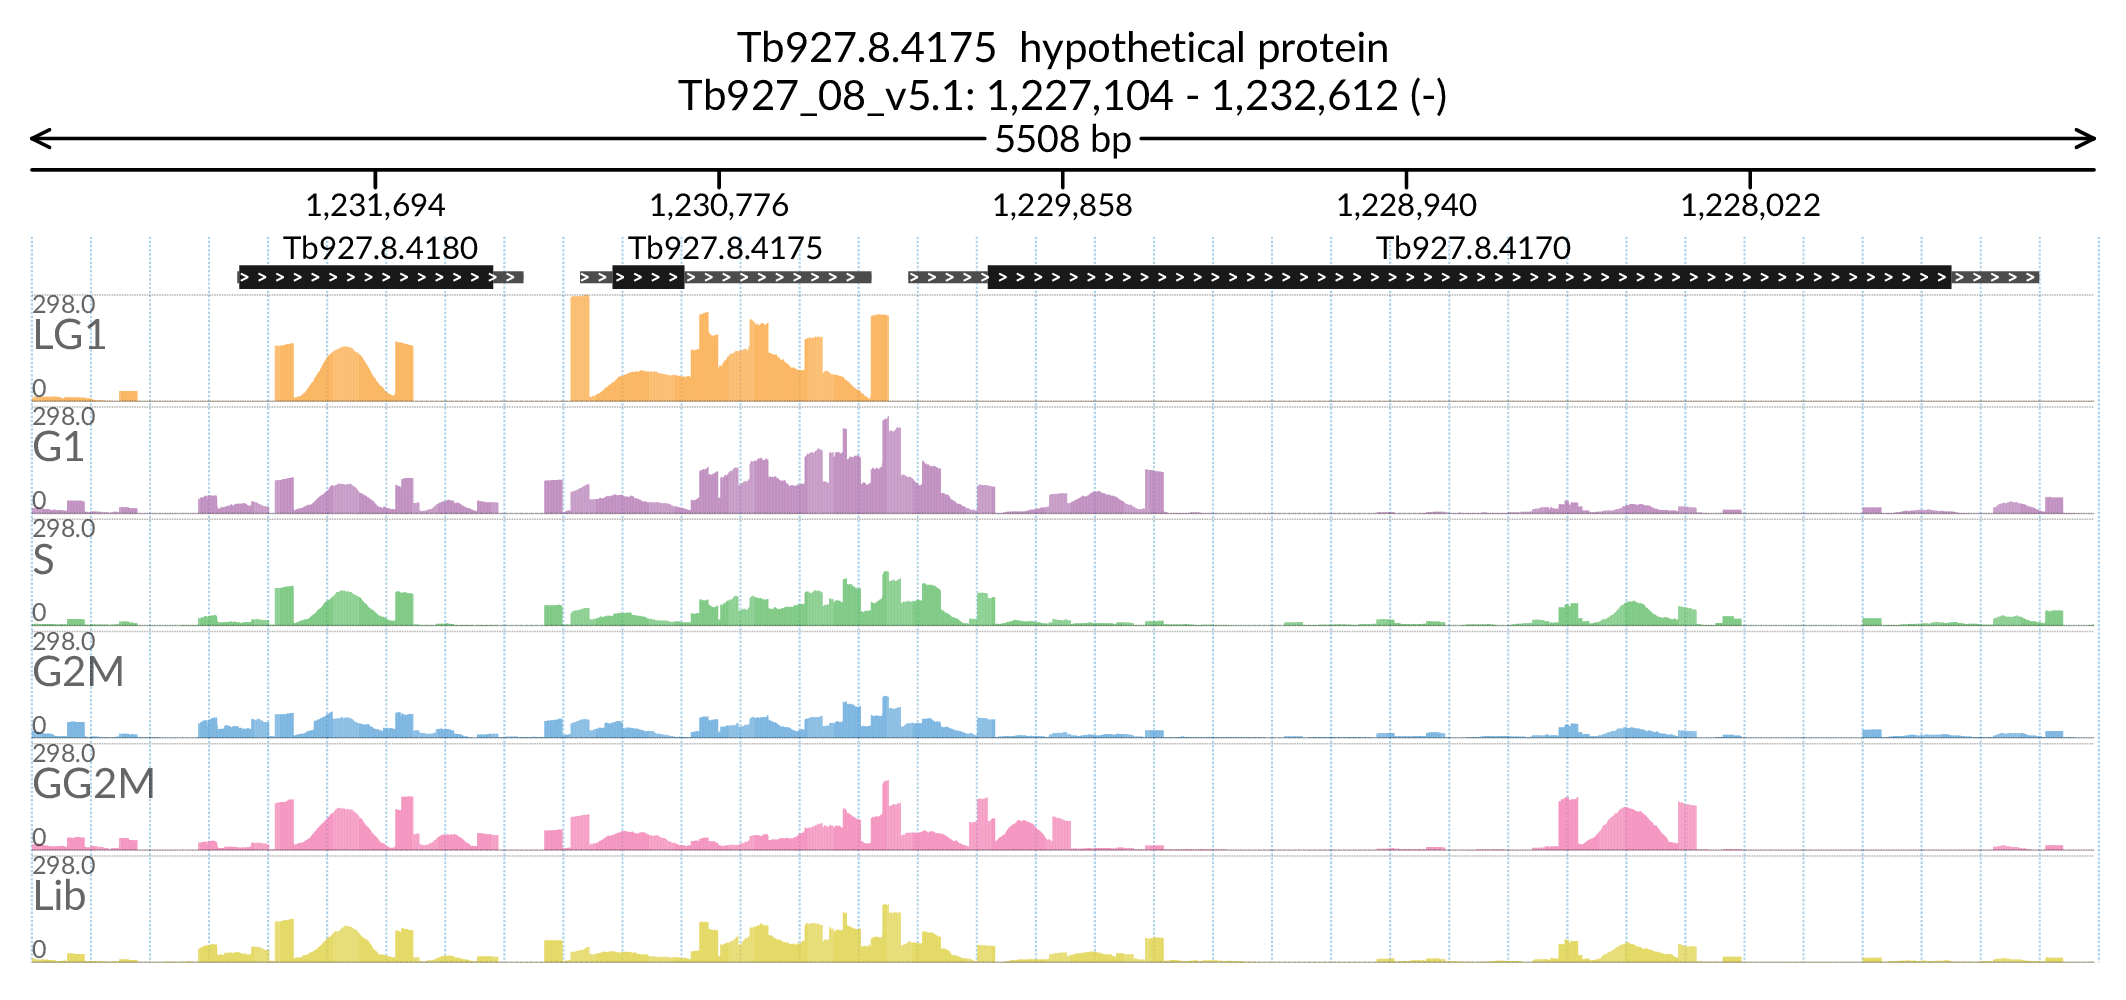 Tb927.8.4175  hypothetical protein
Tb927_08_v5.1: 1,227,104 - 1,232,612 (-)
5508 bp
1,231,694 1,230,776 1,229,858 1,228,940 1,228,022
Tb927.8.4180 Tb927.8.4175 Tb927.8.4170
298.0
LG1
0
298.0
G1
0
298.0
S
0
298.0
G2M
0
298.0
GG2M
0
298.0
Lib
0